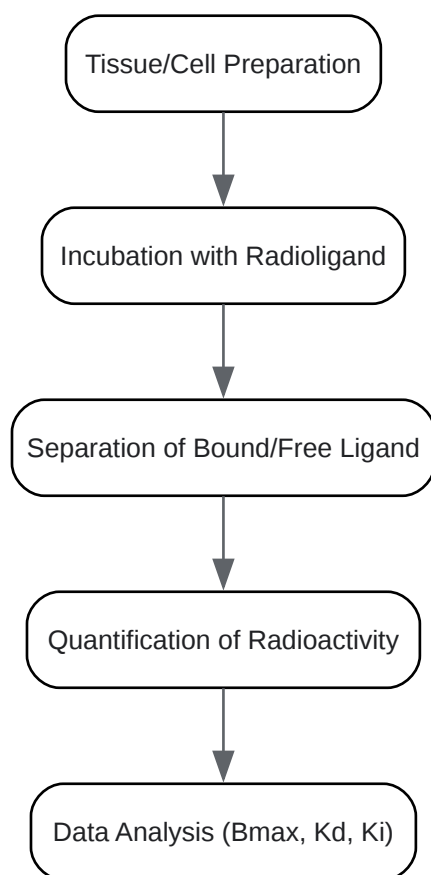 Tissue/Cell Preparation
Incubation with Radioligand
Separation of Bound/Free Ligand
Quantification of Radioactivity
Data Analysis (Bmax, Kd, Ki)